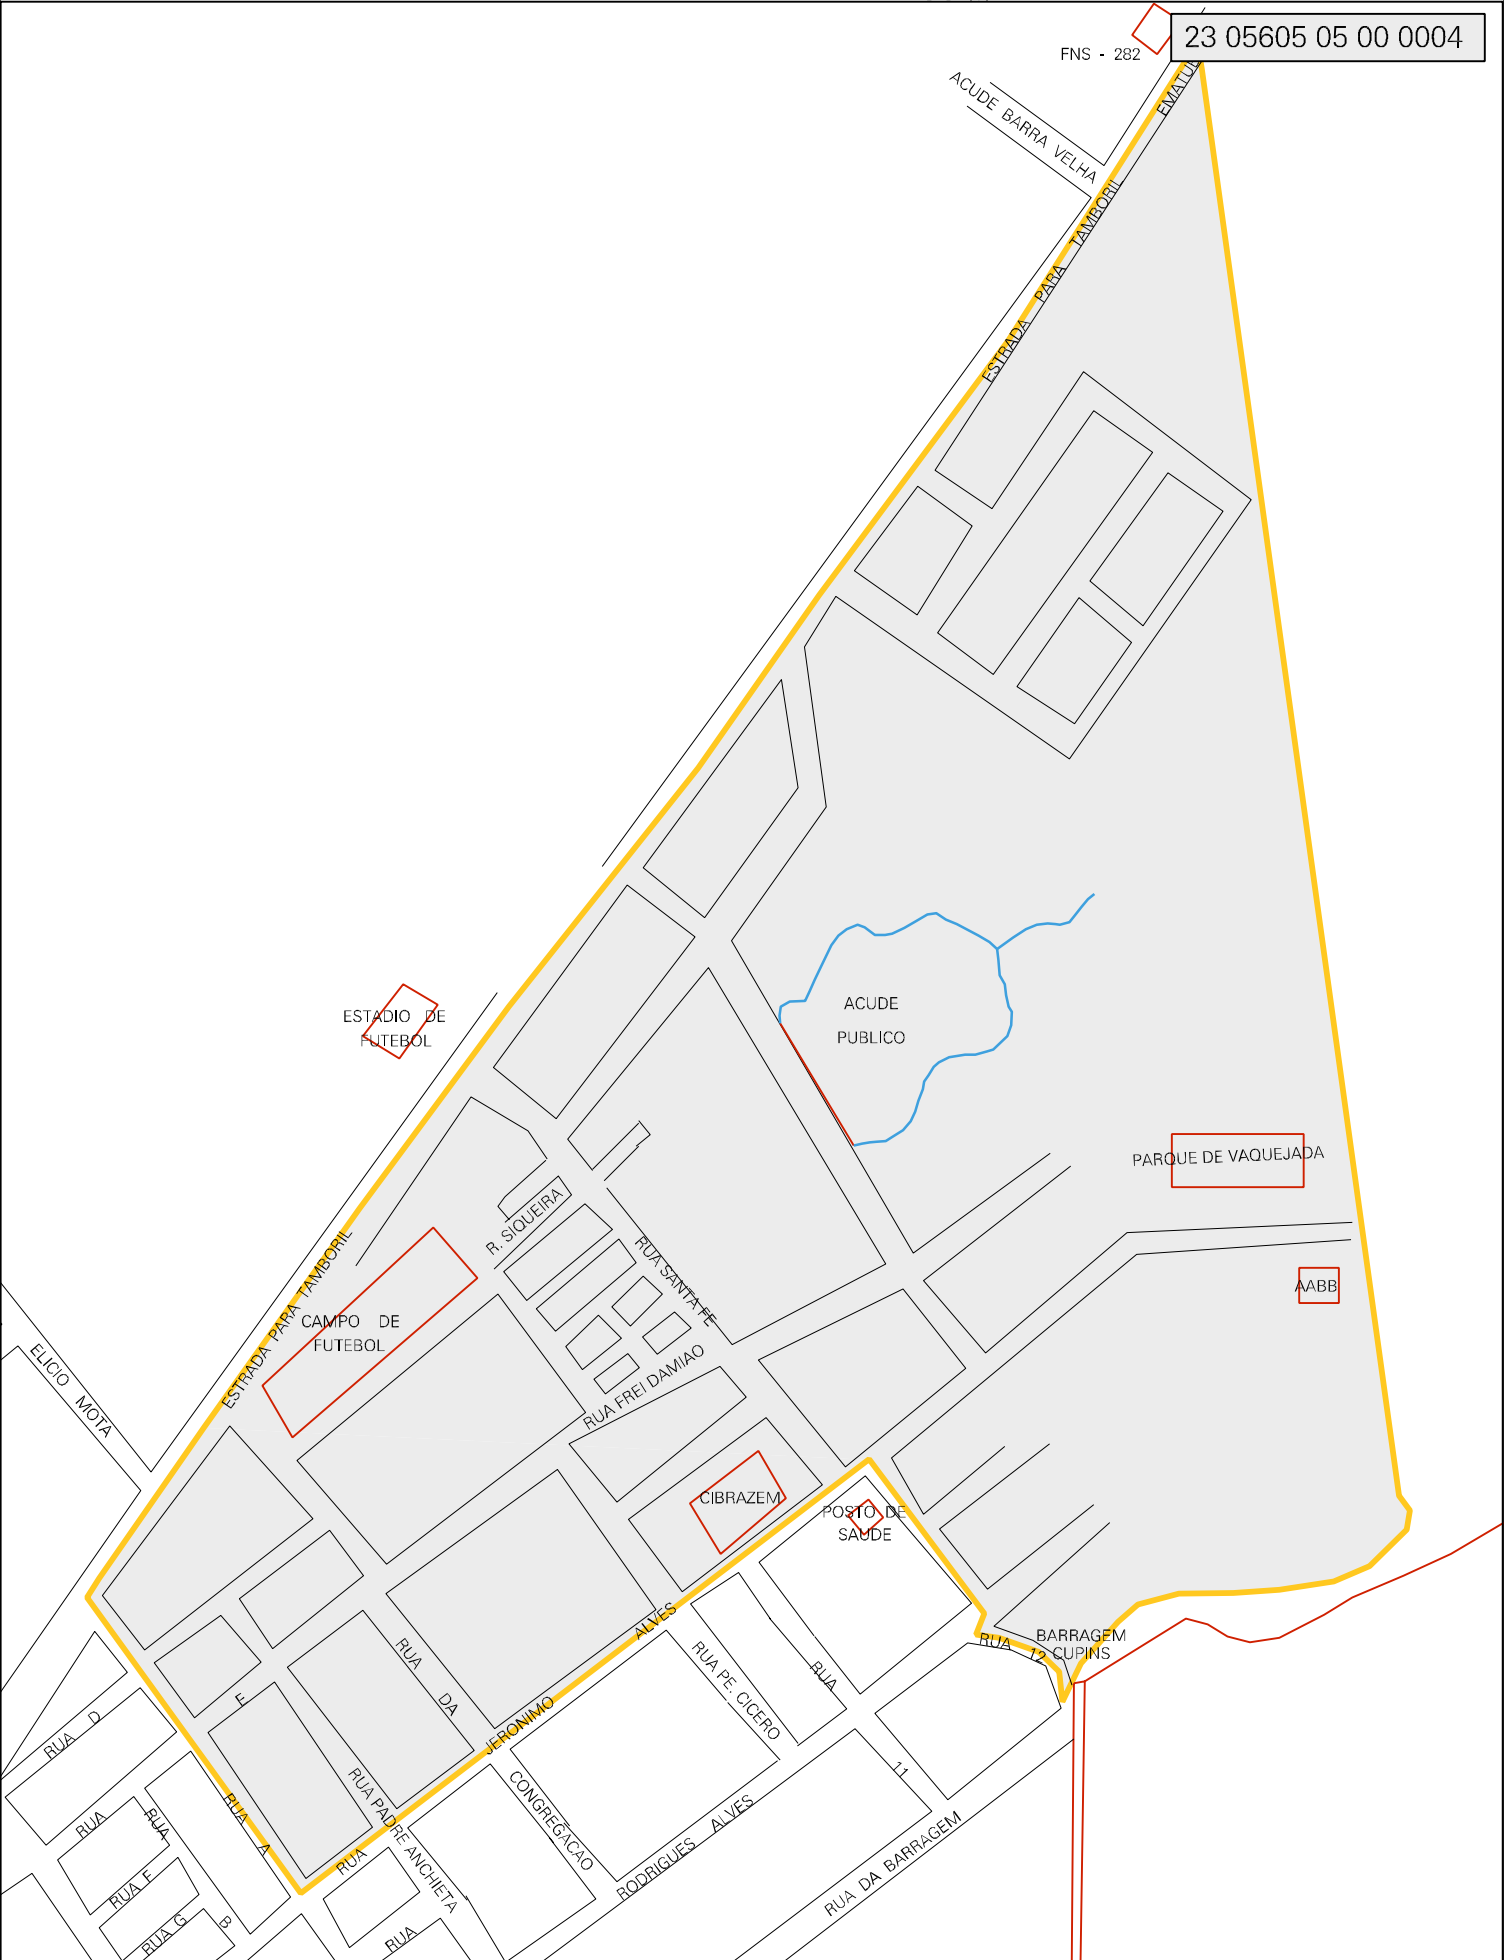 23 05605 05 00 0004
FNS - 282
ACUDE BARRA VELHA
ESTRADA PARA TAMBORIL
ESTADIO DE
FUTEBOL
ACUDE
PUBLICO
PARQUE DE VAQUEJADA
AABB
R. SIQUEIRA
RUA SANTA FE
ESTRADA PARA TAMBORIL
CAMPO DE
FUTEBOL
ELICIO MOTA
RUA FREI DAMIAO
CIBRAZEM
POSTO DE
SAUDE
BARRAGEM
CUPINS
RUA 12
RUA JERONIMO ALVES
RUA DA CONGREGACAO
RUA PE. CICERO
RUA 11
RUA D
RUA E
RUA PADRE ANCHIETA
RUA A
RUA B
RUA F
RUA G
RUA RODRIGUES ALVES
RUA DA BARRAGEM